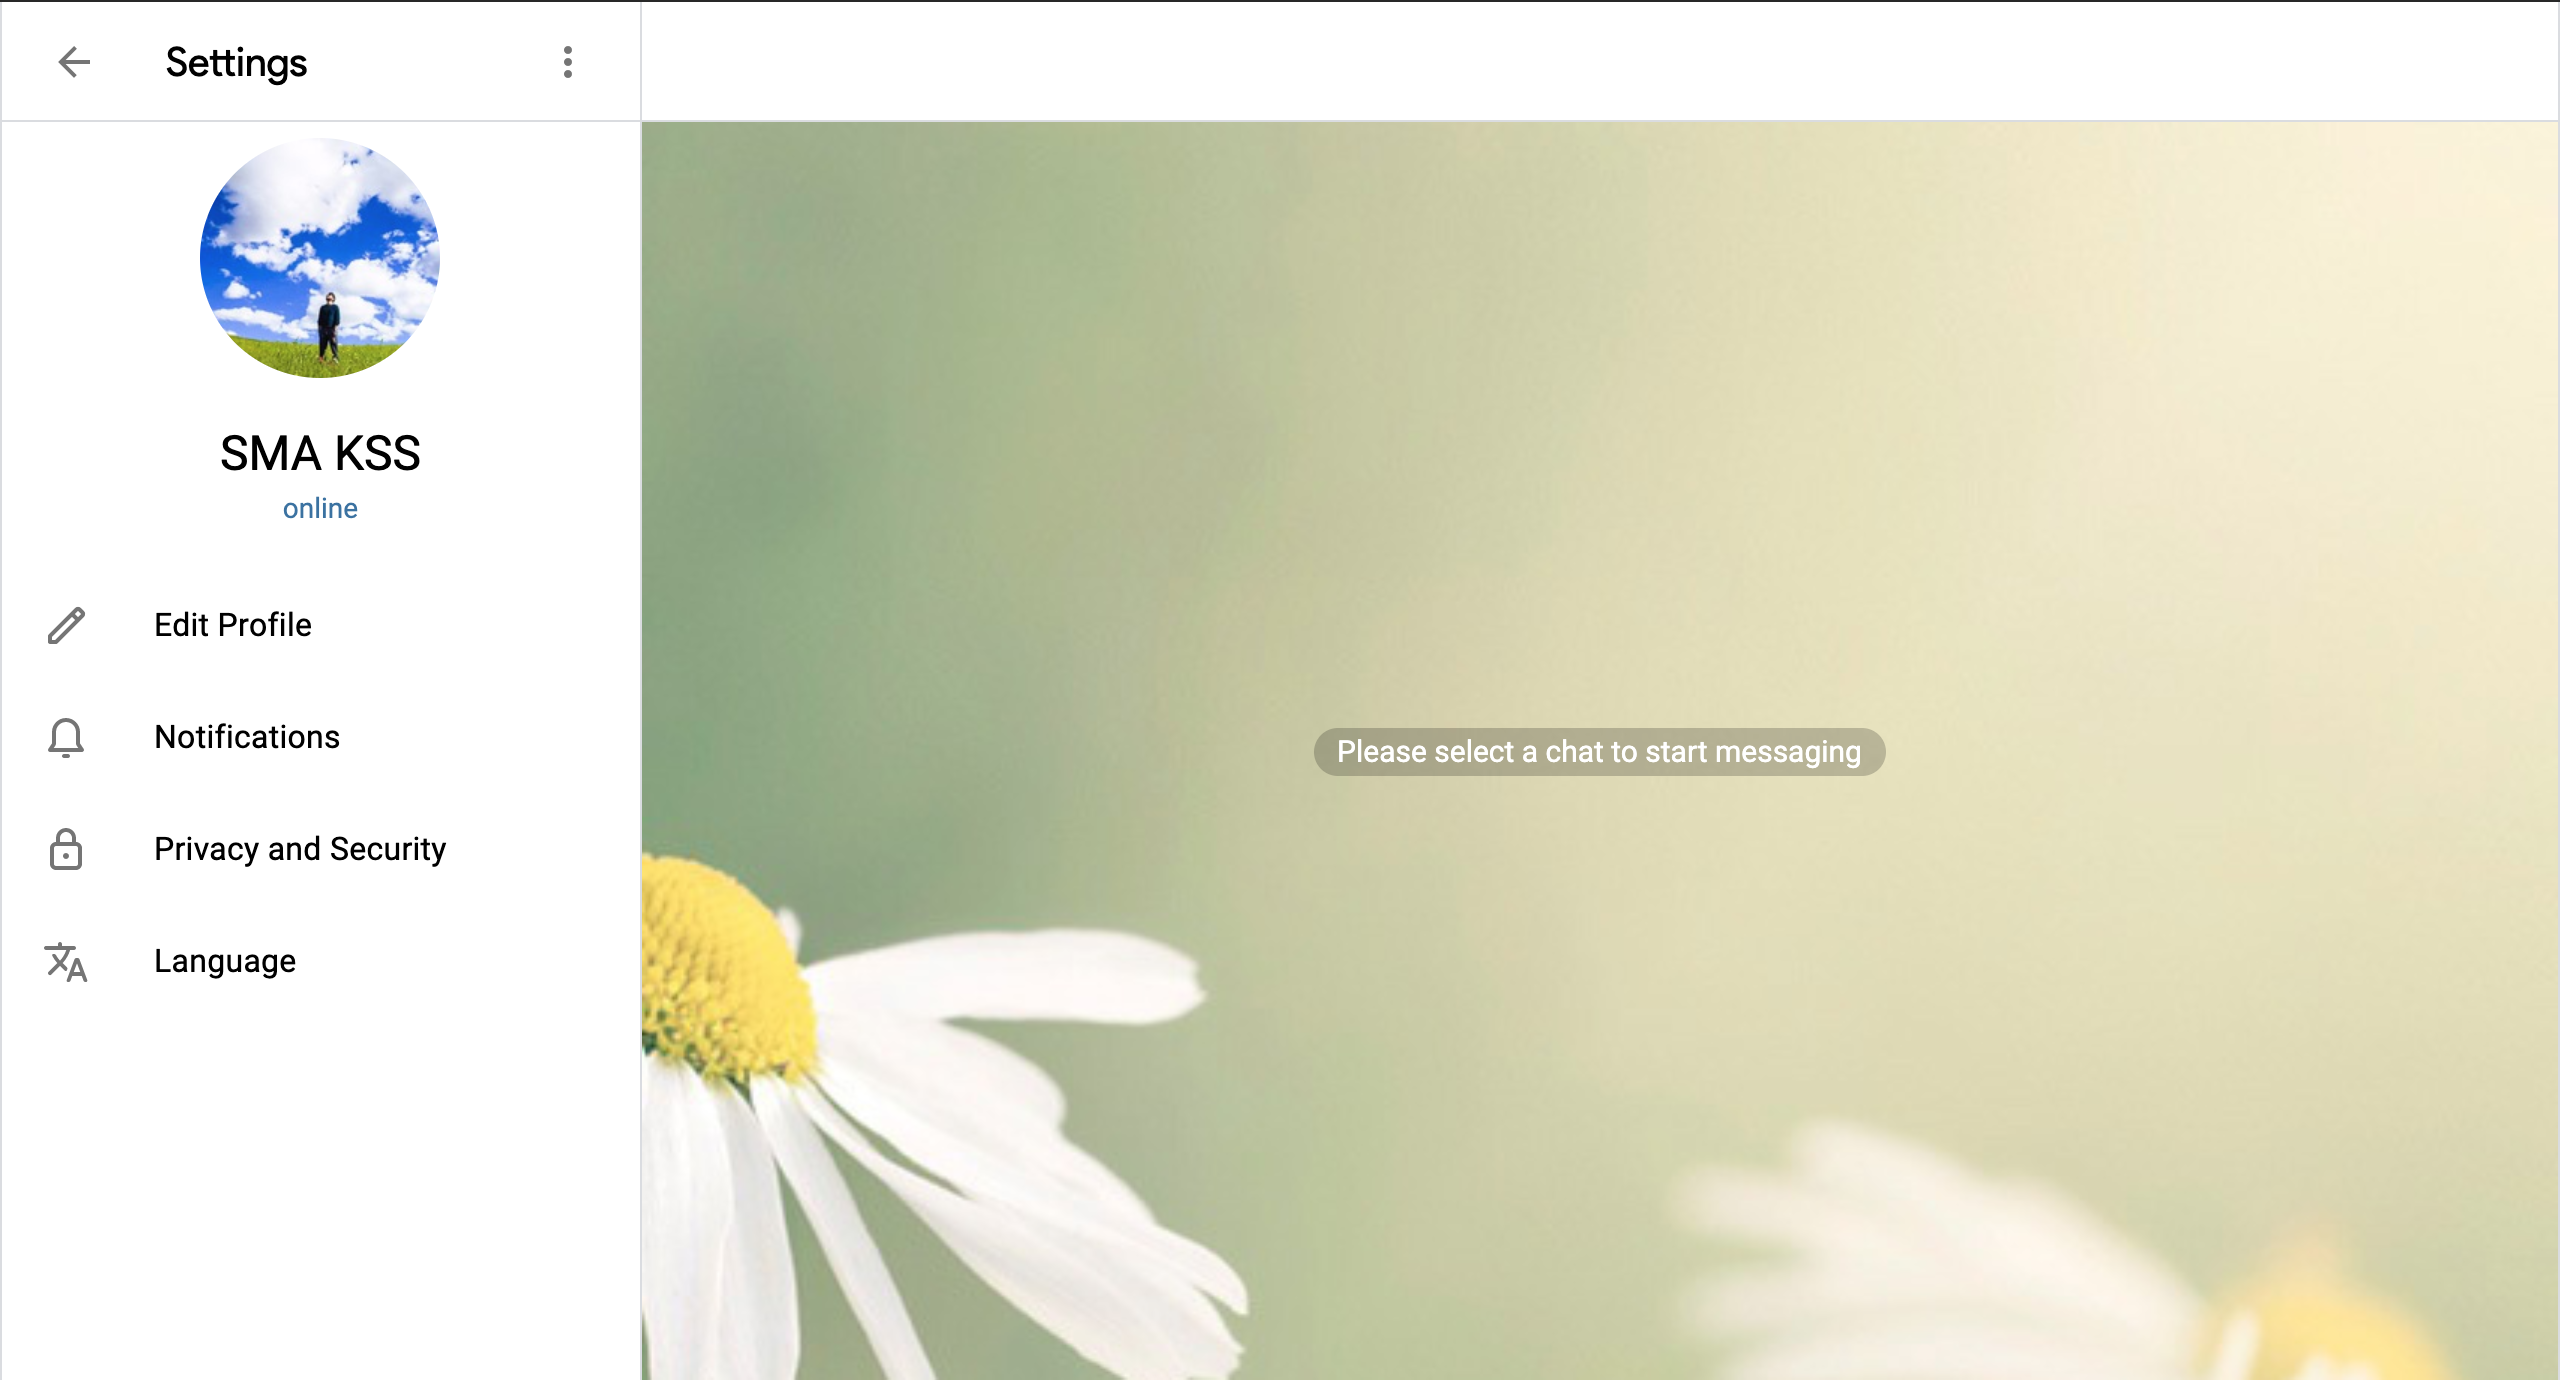 Settings
SMA KSS
online
Edit Profile
Notifications
Privacy and Security
Language
Please select a chat to start messaging